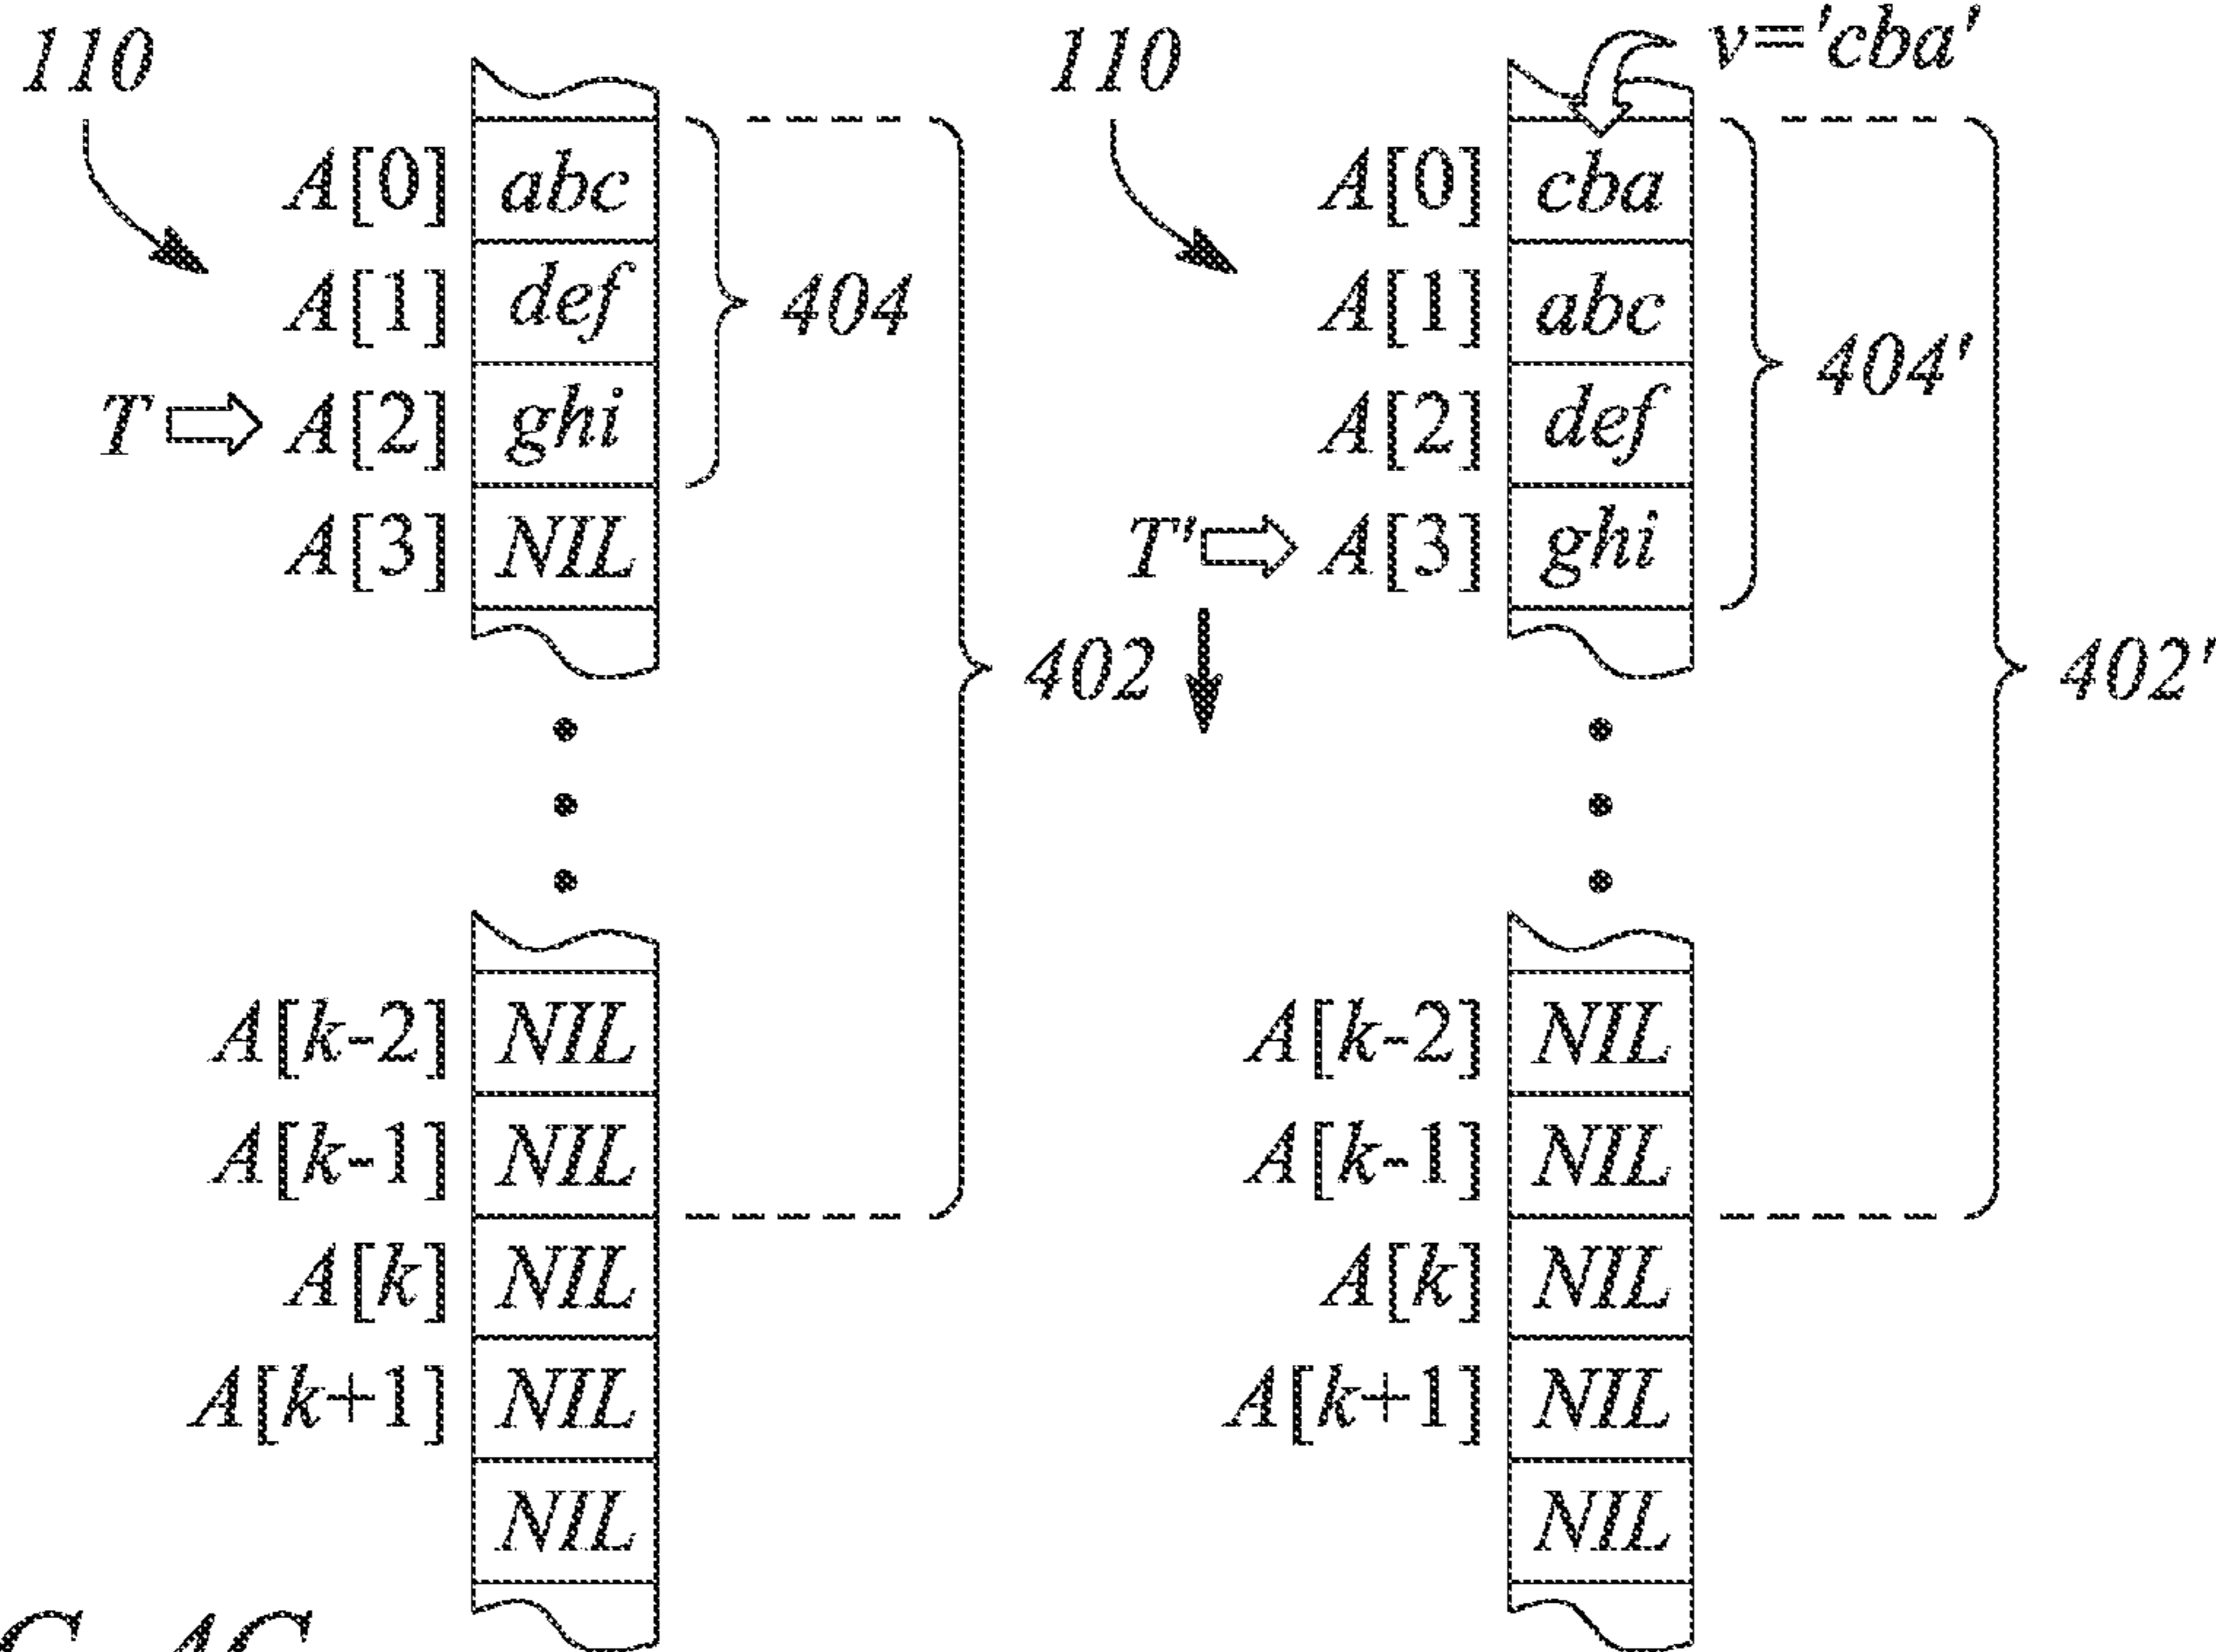 110
A[0] abc
A[1] def 404
T A[2] ghi
A[3] NIL
402
A[k-2] NIL
A[k-1] NIL
A[k] NIL
A[k+1] NIL
NIL
110 v='cba'
A[0] cba
A[1] abc
404'
A[2] def
T' A[3] ghi
402'
A[k-2] NIL
A[k-1] NIL
A[k] NIL
A[k+1] NIL
NIL